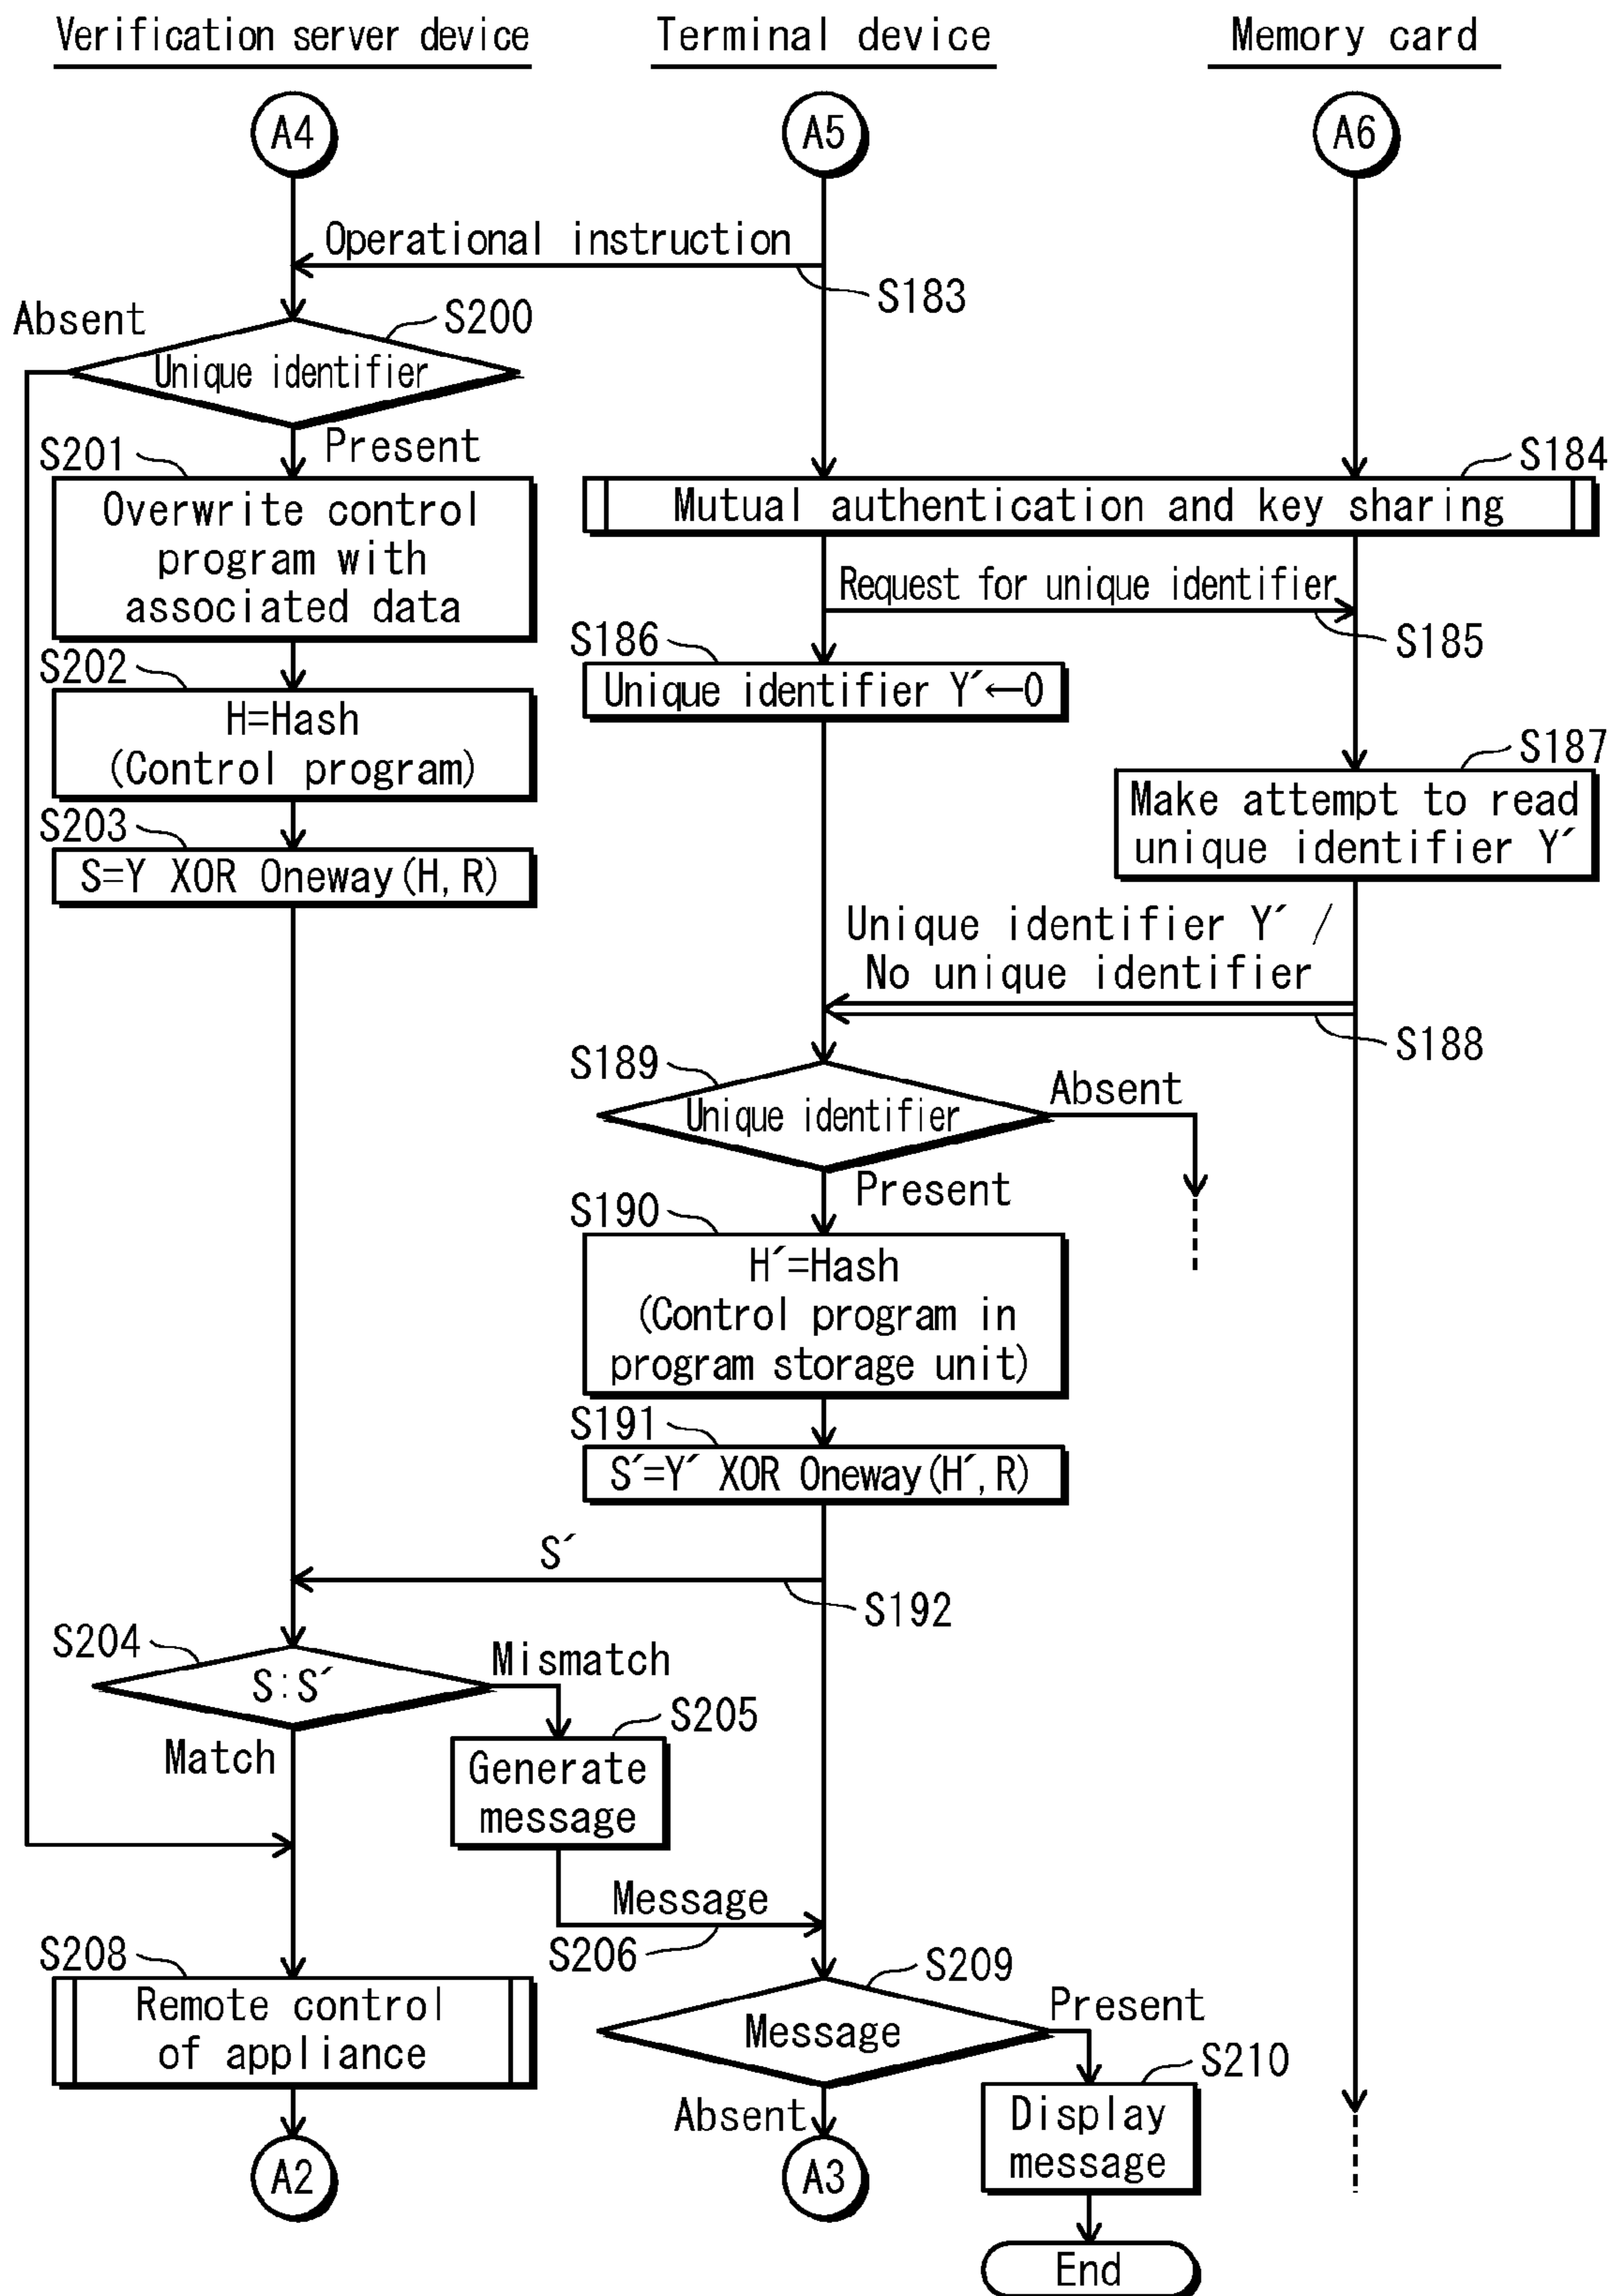 Verification server device
Terminal device
Memory card
A4
A5
A6
Operational instruction
S183
Absent
S200
Unique identifier
Present
S201
Overwrite control
program with
associated data
S184
Mutual authentication and key sharing
Request for unique identifier
S185
S186
Unique identifier Y´←0
S202
H=Hash
(Control program)
S187
Make attempt to read
unique identifier Y´
S203
S=Y XOR Oneway(H,R)
Unique identifier Y´ /
No unique identifier
S188
S189
Unique identifier
Absent
Present
S190
H´=Hash
(Control program in
program storage unit)
S191
S´=Y´ XOR Oneway(H´,R)
S´
S192
S204
S:S´
Mismatch
Match
S205
Generate
message
Message
S206
S208
Remote control
of appliance
S209
Message
Present
S210
Display
message
Absent
A2
A3
End